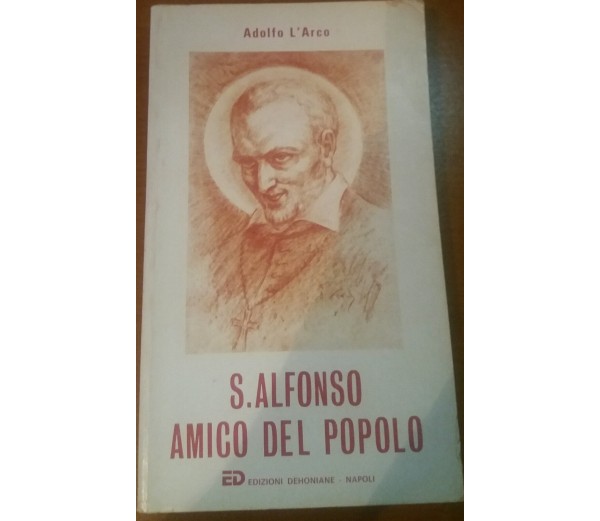 Adolfo L'Arco
S. ALFONSO
AMICO DEL POPOLO
ED EDIZIONI DEHONIANE - NAPOLI